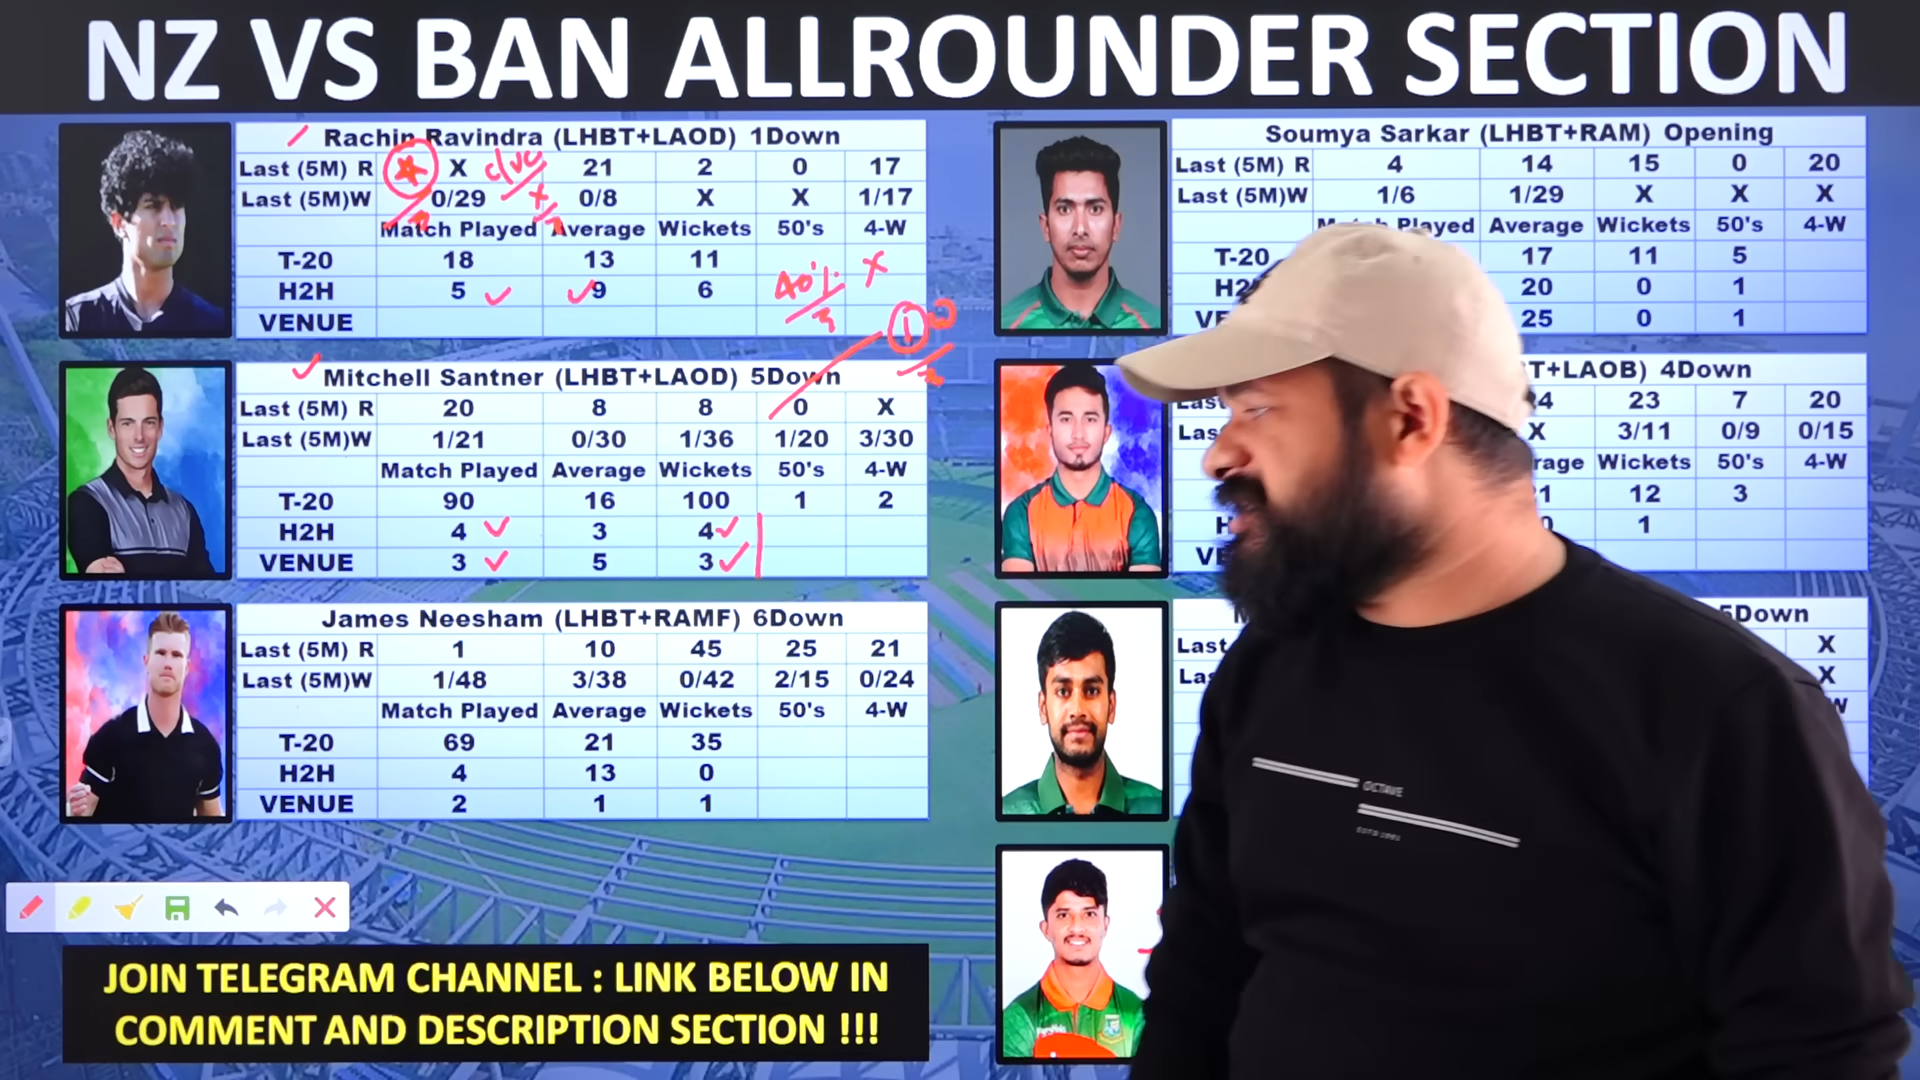 NZ VS BAN ALLROUNDER SECTION
Rachin Ravindra (LHBT+LAOD) 1Down
Last (5M) R X 21 2 0 17
Last (5M)W 0/29 0/8 X X 1/17
Match Played Average Wickets 50's 4-W
T-20 18 13 11
H2H 5 9 6
VENUE
c/vc
X
40%
X
1
Mitchell Santner (LHBT+LAOD) 5Down
Last (5M) R 20 8 8 0 X
Last (5M)W 1/21 0/30 1/36 1/20 3/30
Match Played Average Wickets 50's 4-W
T-20 90 16 100 1 2
H2H 4 3 4
VENUE 3 5 3
James Neesham (LHBT+RAMF) 6Down
Last (5M) R 1 10 45 25 21
Last (5M)W 1/48 3/38 0/42 2/15 0/24
Match Played Average Wickets 50's 4-W
T-20 69 21 35
H2H 4 13 0
VENUE 2 1 1
JOIN TELEGRAM CHANNEL : LINK BELOW IN
COMMENT AND DESCRIPTION SECTION !!!
Soumya Sarkar (LHBT+RAM) Opening
Last (5M) R 4 14 15 0 20
Last (5M)W 1/6 1/29 X X X
Played Average Wickets 50's 4-W
T-20 17 11 5
20 0 1
25 0 1
4Down
23 7 20
X 3/11 0/9 0/15
Wickets 50's 4-W
12 3
1
5Down
X
X
OCTAVE